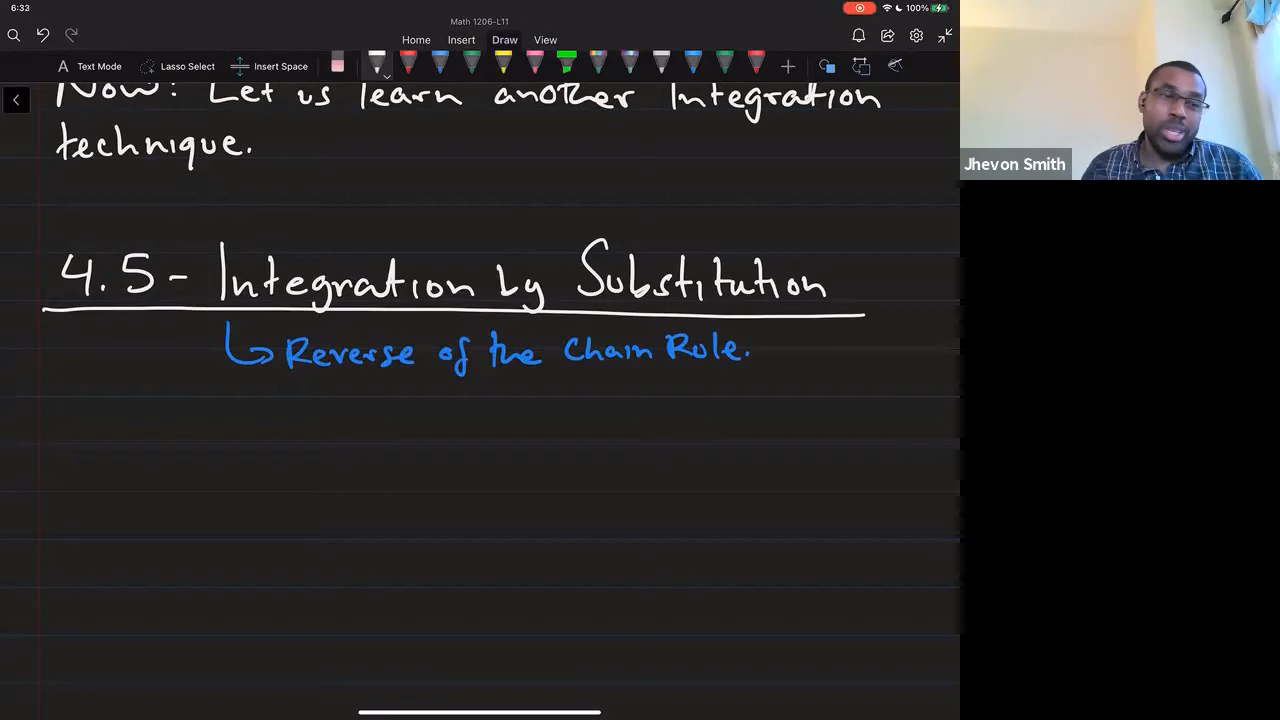 6:33
100%
Math 1206-L11
Home Insert Draw View
Text Mode
Lasso Select
Insert Space
Now: Let us learn another Integration
technique.
Jhevon Smith
4.5- Integration by Substitution
Reverse of the Chain Rule.